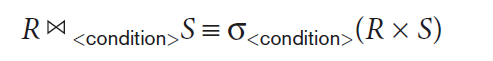 R ⋈ <condition> S ≡ σ <condition> (R × S)